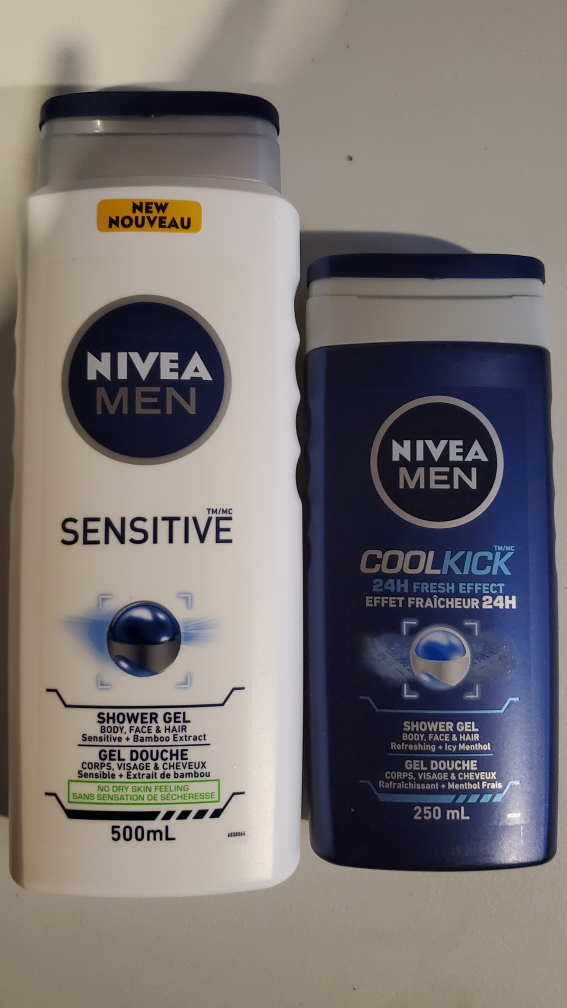 NEW
NOUVEAU
NIVEA
MEN
SENSITIVE TM/MC
SHOWER GEL
BODY, FACE & HAIR
Sensitive + Bamboo Extract
GEL DOUCHE
CORPS, VISAGE & CHEVEUX
Sensible + Extrait de bambou
NO DRY SKIN FEELING
SANS SENSATION DE SÉCHERESSE
500mL
NIVEA
MEN
COOLKICK TM/MC
24H FRESH EFFECT
EFFET FRAÎCHEUR 24H
SHOWER GEL
BODY, FACE & HAIR
Refreshing + Icy Menthol
GEL DOUCHE
CORPS, VISAGE & CHEVEUX
Rafraîchissant + Menthol Frais
250 mL